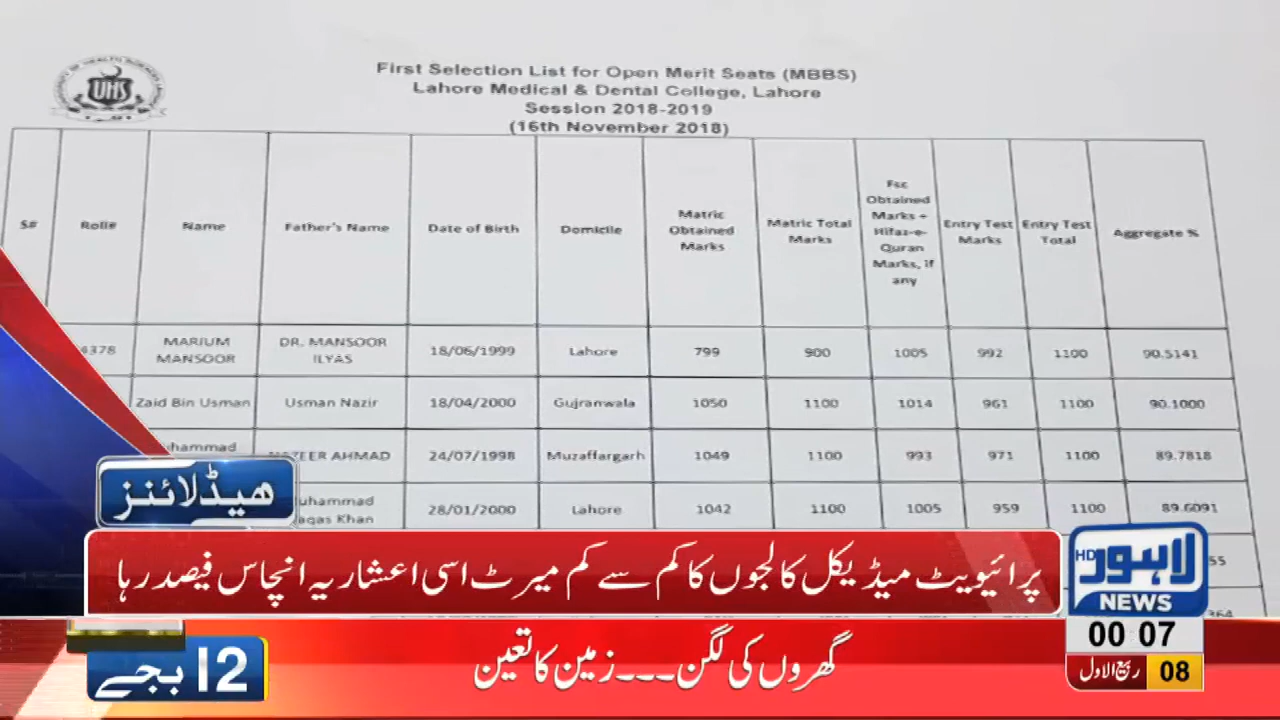 UHS
First Selection List for Open Merit Seats (MBBS)
Lahore Medical & Dental College, Lahore
Session 2018-2019
(16th November 2018)
S# Roll# Name Father's Name Date of Birth Domicile Matric Obtained Marks Matric Total Marks Fsc Obtained Marks + Hifaz-e-Quran Marks, if any Entry Test Marks Entry Test Total Aggregate %
4378 MARIUM MANSOOR DR. MANSOOR ILYAS 18/06/1999 Lahore 799 900 1005 992 1100 90.5141
Zaid Bin Usman Usman Nazir 18/04/2000 Gujranwala 1050 1100 1014 961 1100 90.1000
AHMAD 24/07/1998 Muzaffargarh 1049 1100 993 971 1100 89.7818
Khan 28/01/2000 Lahore 1042 1100 1005 959 1100 89.6091
55
364
ہیڈلائنز
پرائیویٹ میڈیکل کالجوں کا کم سے کم میرٹ اسی اعشاریہ انچاس فیصد رہا
HD لاہور
NEWS
00 07
08 ربیع الاول
12 بجے
گھروں کی لگن۔۔۔زمین کا تعین